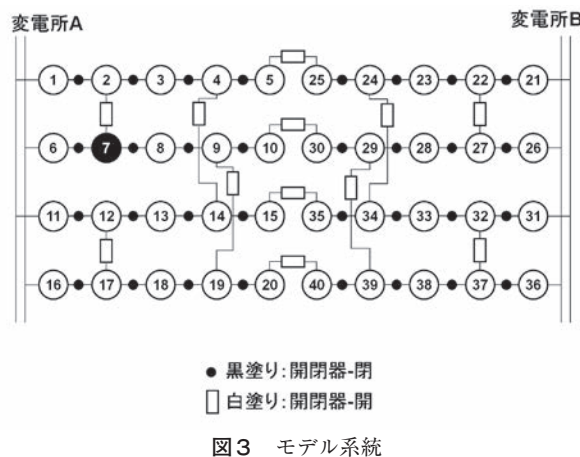 変電所A 変電所B
1 2 3 4 5 25 24 23 22 21
6 7 8 9 10 30 29 28 27 26
11 12 13 14 15 35 34 33 32 31
16 17 18 19 20 40 39 38 37 36
黒塗り:開閉器-閉
白塗り:開閉器-開
図3 モデル系統